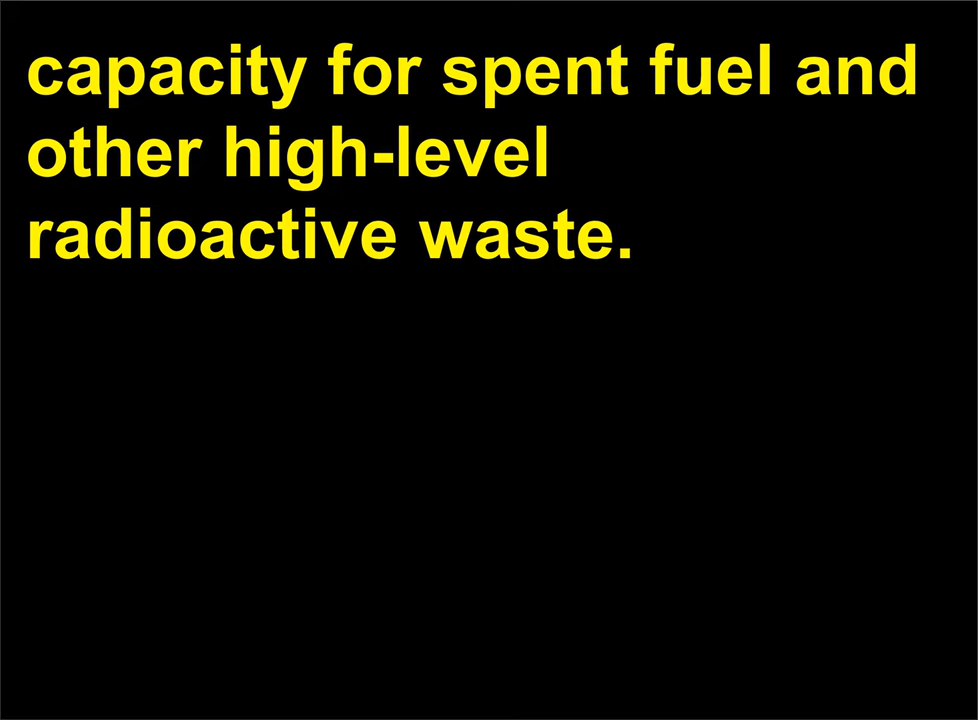 capacity for spent fuel and
other high-level
radioactive waste.